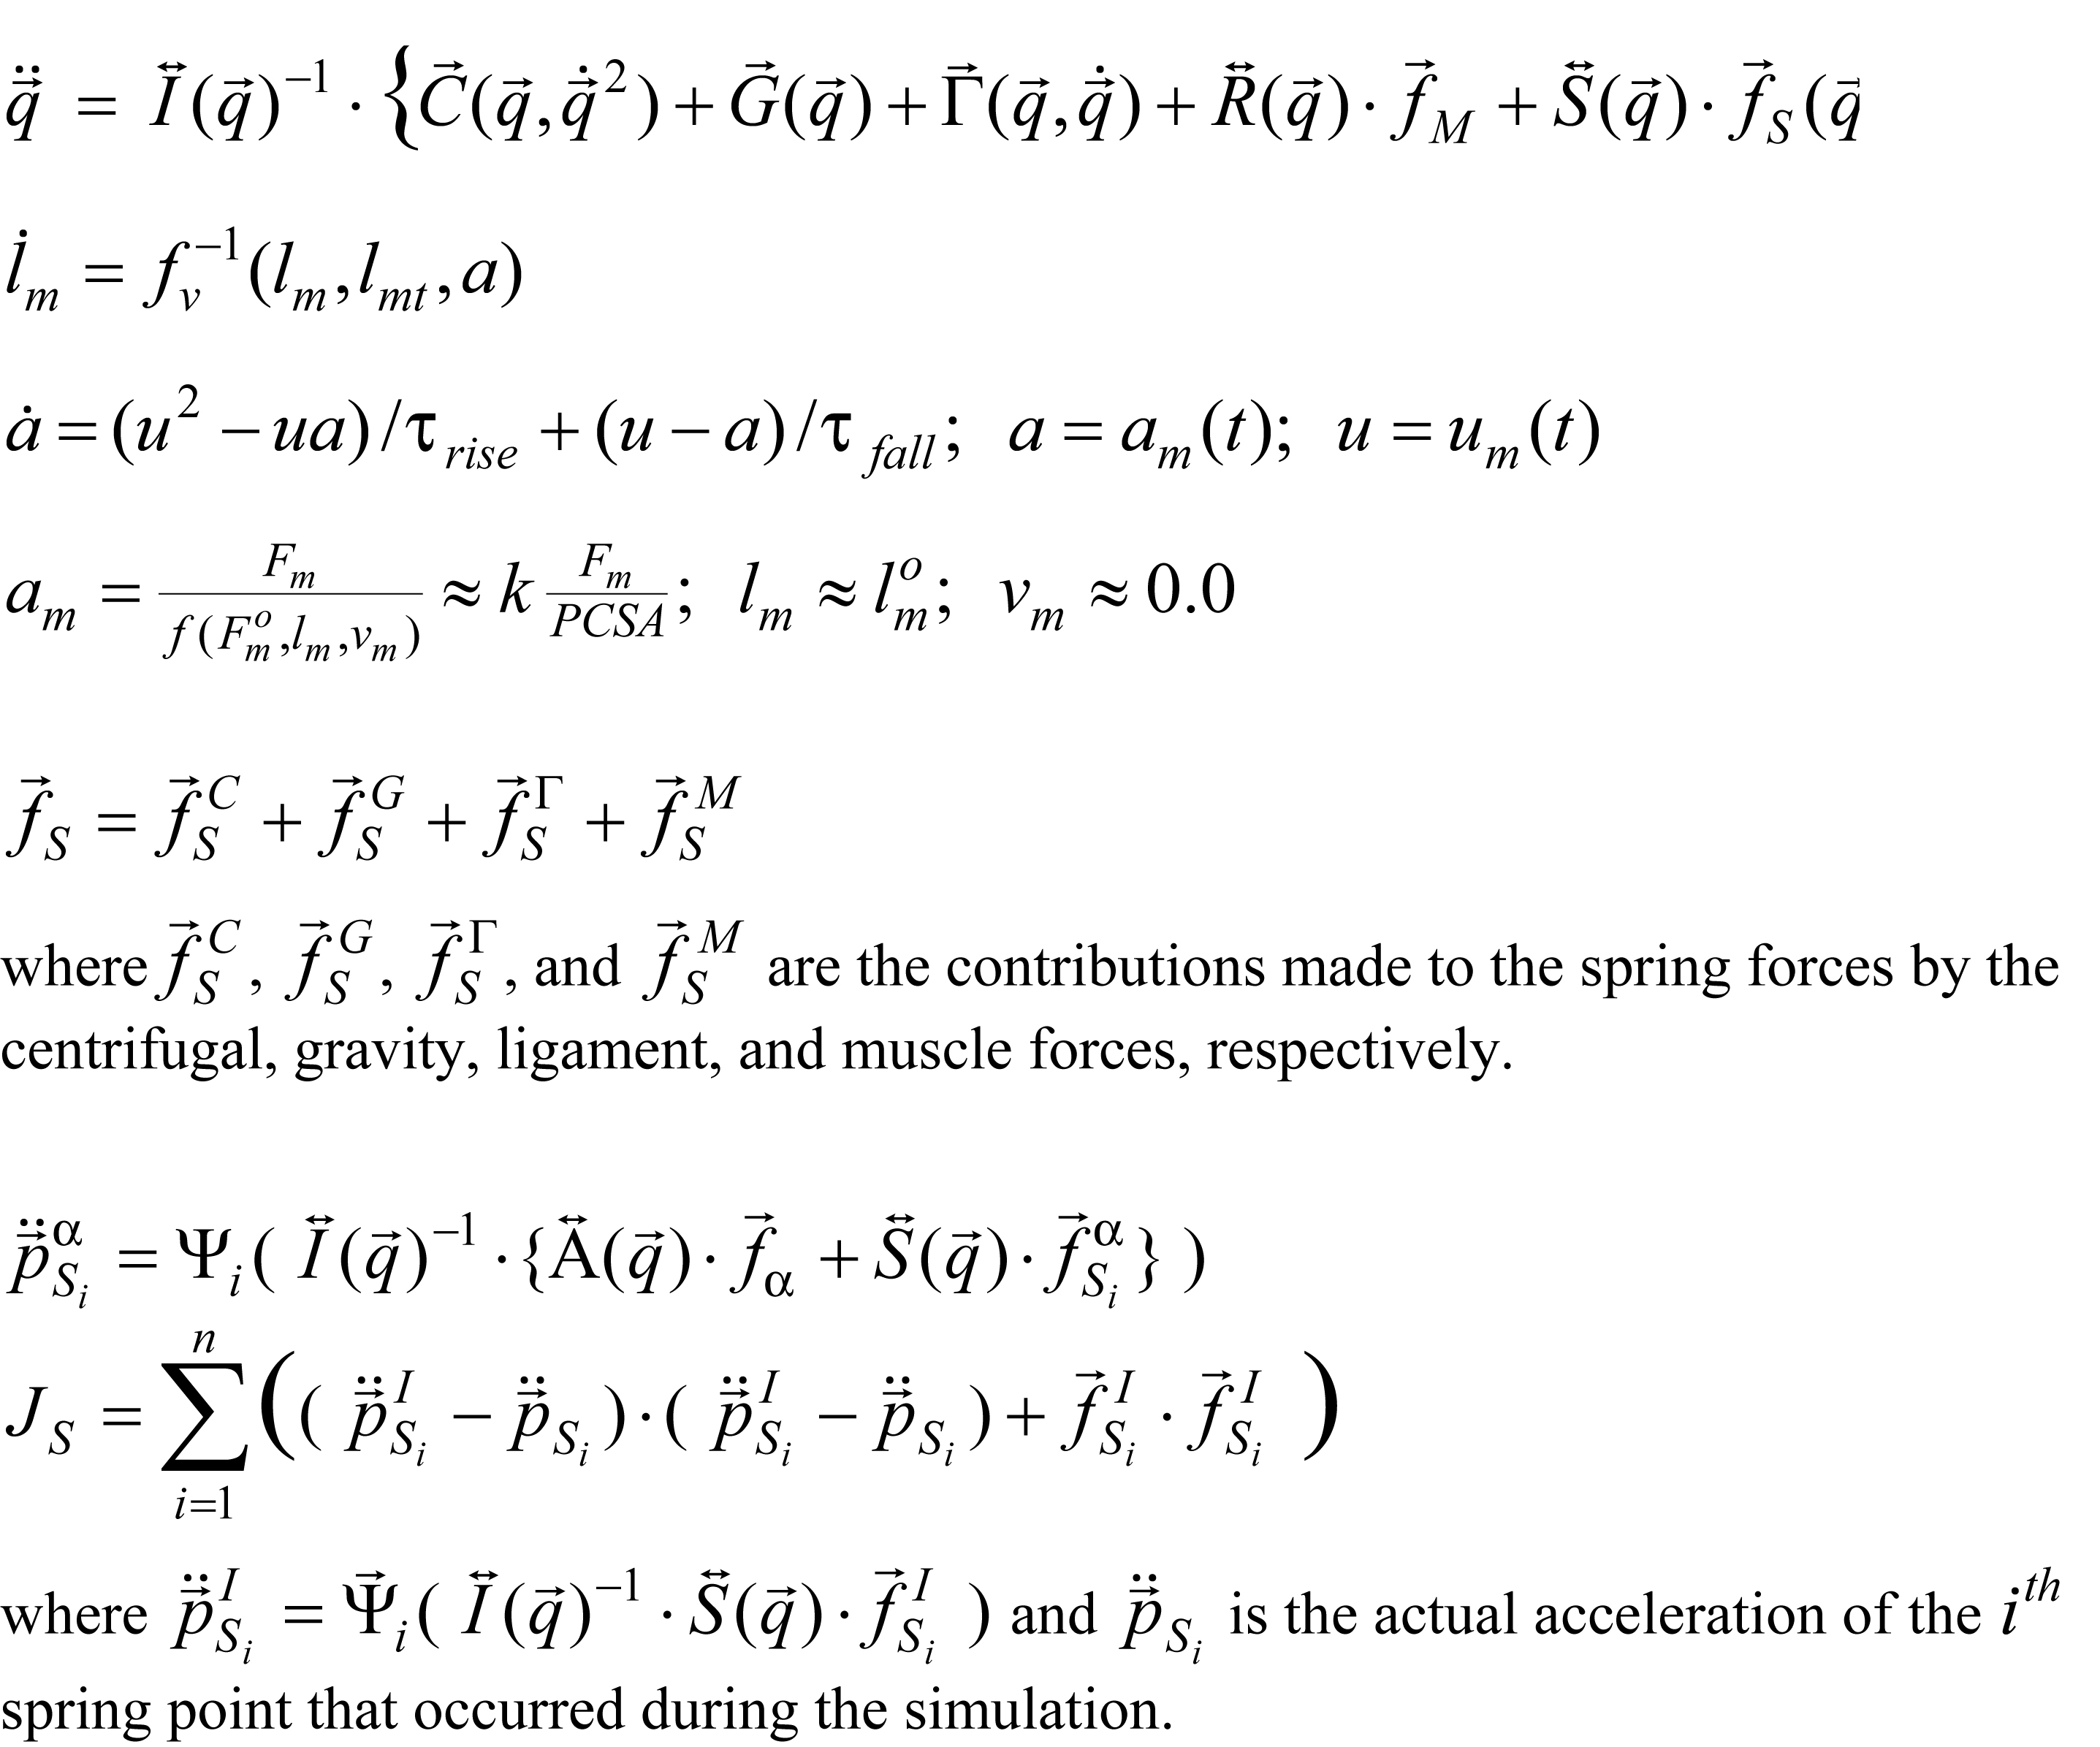 $\ddot{\vec{q}} = \overleftrightarrow{I}(\vec{q})^{-1} \cdot \{ \vec{C}(\vec{q}, \dot{\vec{q}}^{\,2}) + \vec{G}(\vec{q}) + \vec{\Gamma}(\vec{q}, \dot{\vec{q}}) + \overleftrightarrow{R}(\vec{q}) \cdot \vec{f}_M + \overleftrightarrow{S}(\vec{q}) \cdot \vec{f}_S(\vec{q}$
$\dot{l}_m = f_v^{-1}(l_m, l_{mt}, a)$
$\dot{a} = (u^2 - ua)/\tau_{rise} + (u - a)/\tau_{fall};\ a = a_m(t);\ u = u_m(t)$
$a_m = \frac{F_m}{f(F_m^o, l_m, v_m)} \approx k \frac{F_m}{PCSA};\ l_m \approx l_m^o;\ v_m \approx 0.0$
$\vec{f}_S = \vec{f}_S^{\,C} + \vec{f}_S^{\,G} + \vec{f}_S^{\,\Gamma} + \vec{f}_S^{\,M}$
where $\vec{f}_S^{\,C}$, $\vec{f}_S^{\,G}$, $\vec{f}_S^{\,\Gamma}$, and $\vec{f}_S^{\,M}$ are the contributions made to the spring forces by the
centrifugal, gravity, ligament, and muscle forces, respectively.
$\ddot{\vec{p}}_{S_i}^{\,\alpha} = \Psi_i( \overleftrightarrow{I}(\vec{q})^{-1} \cdot \{ \overleftrightarrow{\mathrm{A}}(\vec{q}) \cdot \vec{f}_\alpha + \overleftrightarrow{S}(\vec{q}) \cdot \vec{f}_{S_i}^{\,\alpha} \} )$
$J_S = \sum_{i=1}^{n} \left( ( \ddot{\vec{p}}_{S_i}^{\,I} - \ddot{\vec{p}}_{S_i} ) \cdot ( \ddot{\vec{p}}_{S_i}^{\,I} - \ddot{\vec{p}}_{S_i} ) + \vec{f}_{S_i}^{\,I} \cdot \vec{f}_{S_i}^{\,I} \right)$
where $\ddot{\vec{p}}_{S_i}^{\,I} = \vec{\Psi}_i( \overleftrightarrow{I}(\vec{q})^{-1} \cdot \overleftrightarrow{S}(\vec{q}) \cdot \vec{f}_{S_i}^{\,I} )$ and $\ddot{\vec{p}}_{S_i}$ is the actual acceleration of the $i^{th}$
spring point that occurred during the simulation.